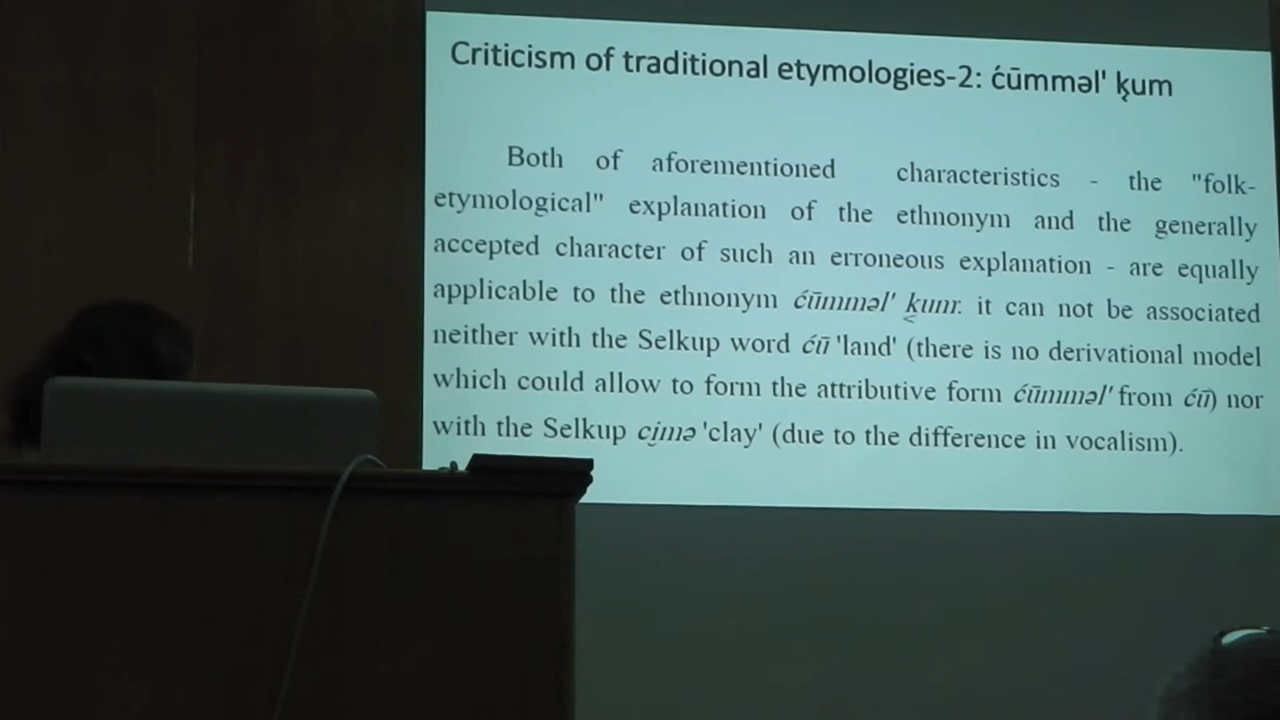 Criticism of traditional etymologies-2: ćūmməl' ķum
Both of aforementioned characteristics - the "folk-
etymological" explanation of the ethnonym and the generally
accepted character of such an erroneous explanation - are equally
applicable to the ethnonym ćūmməl' ķum: it can not be associated
neither with the Selkup word ćū 'land' (there is no derivational model
which could allow to form the attributive form ćūmməl' from ćū) nor
with the Selkup ci̮mə 'clay' (due to the difference in vocalism).